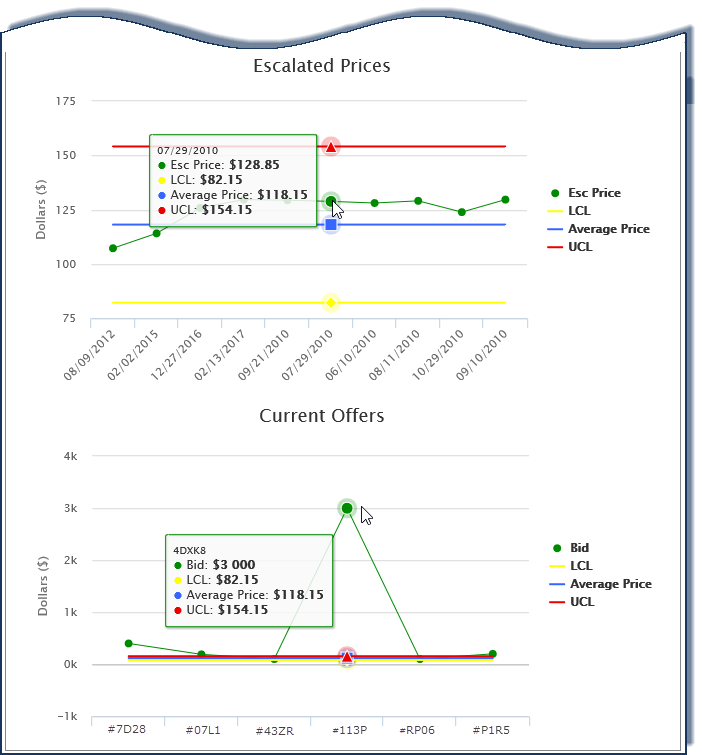 Escalated Prices
175
150
125
100
75
Dollars ($)
07/29/2010
Esc Price: $128.85
LCL: $82.15
Average Price: $118.15
UCL: $154.15
Esc Price
LCL
Average Price
UCL
08/09/2012
02/02/2015
12/27/2016
02/13/2017
09/21/2010
07/29/2010
06/10/2010
08/11/2010
10/29/2010
09/10/2010
Current Offers
4k
3k
2k
1k
0k
-1k
Dollars ($)
4DXK8
Bid: $3 000
LCL: $82.15
Average Price: $118.15
UCL: $154.15
Bid
LCL
Average Price
UCL
#7D28 #07L1 #43ZR #113P #RP06 #P1R5